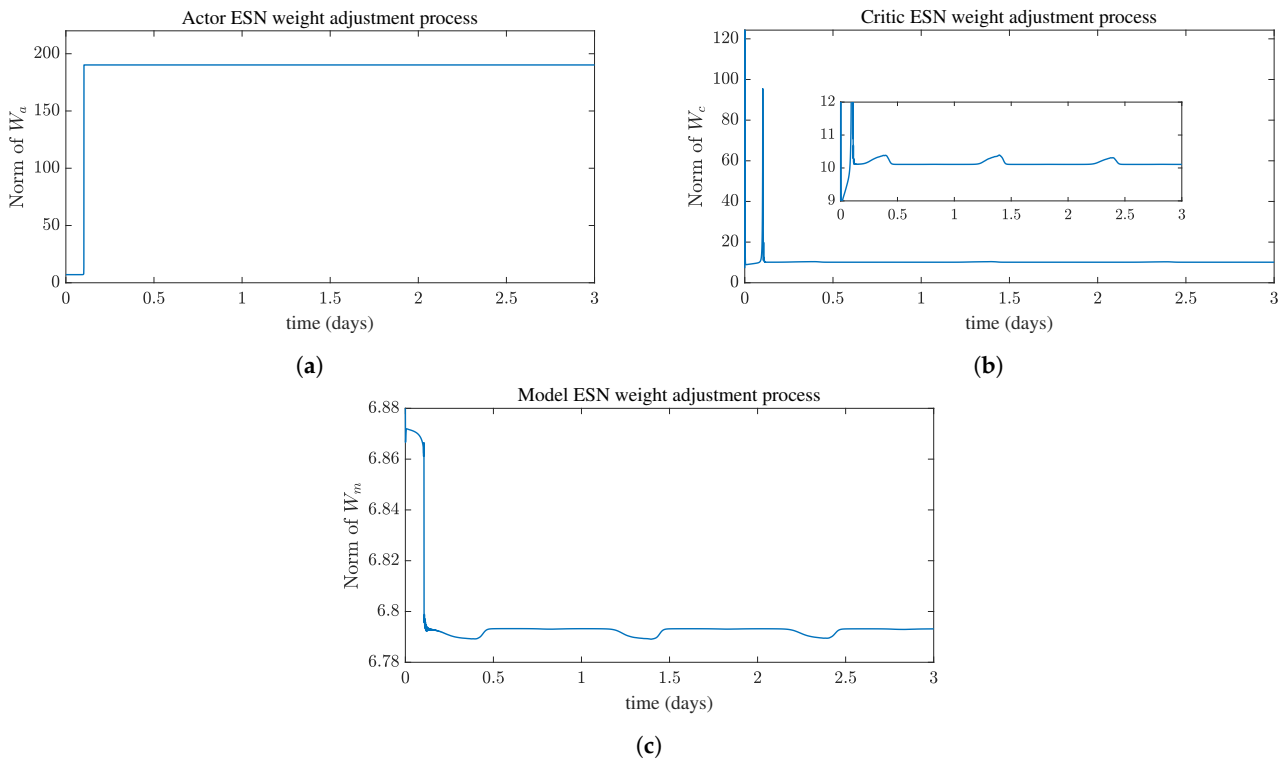 Actor ESN weight adjustment process
200
150
100
50
0
Norm of W_a
0 0.5 1 1.5 2 2.5 3
time (days)
(a)
Critic ESN weight adjustment process
120
100
80
60
40
20
0
Norm of W_c
12
11
10
9
0 0.5 1 1.5 2 2.5 3
0 0.5 1 1.5 2 2.5 3
time (days)
(b)
Model ESN weight adjustment process
6.88
6.86
6.84
6.82
6.8
6.78
Norm of W_m
0 0.5 1 1.5 2 2.5 3
time (days)
(c)